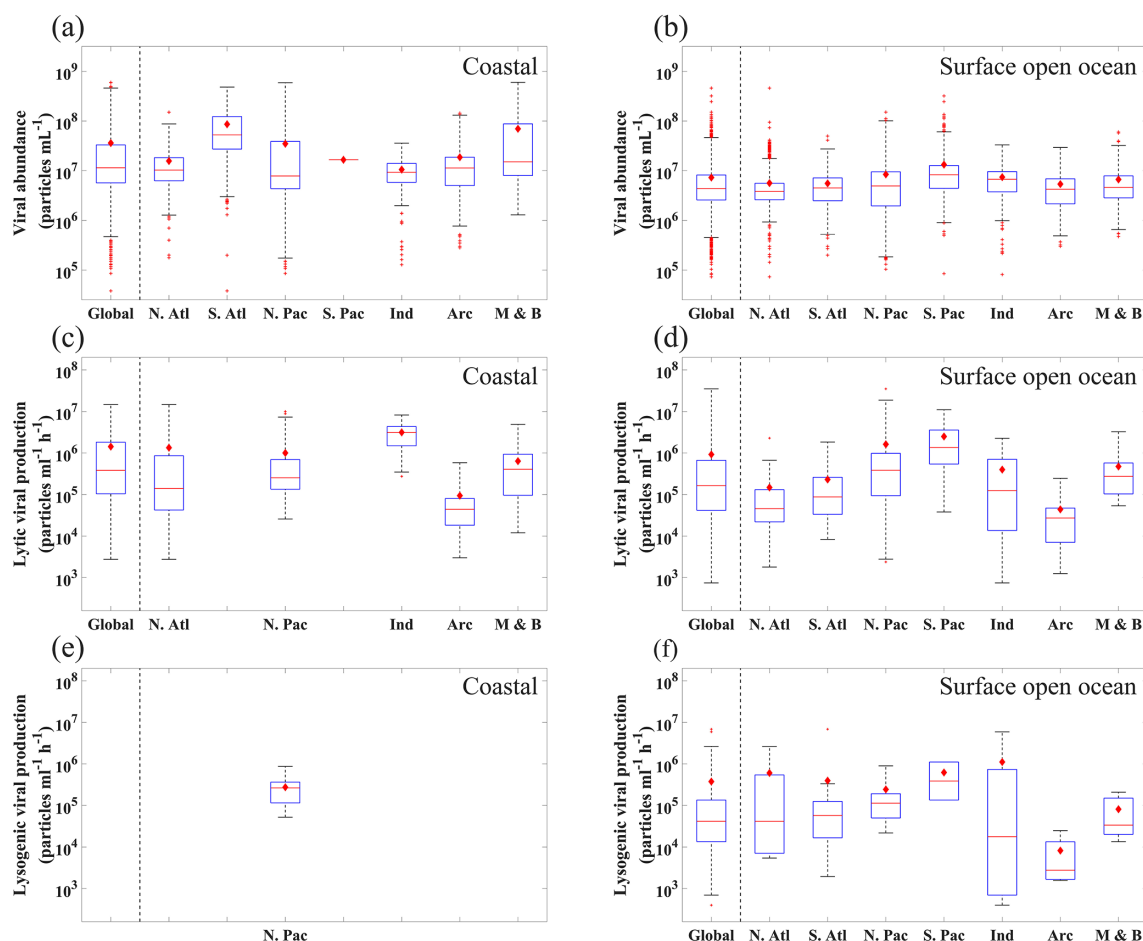 (a)
Coastal
Viral abundance
(particles mL⁻¹)
10⁹
10⁸
10⁷
10⁶
10⁵
Global N. Atl S. Atl N. Pac S. Pac Ind Arc M & B
(b)
Surface open ocean
Viral abundance
(particles mL⁻¹)
10⁹
10⁸
10⁷
10⁶
10⁵
Global N. Atl S. Atl N. Pac S. Pac Ind Arc M & B
(c)
Coastal
Lytic viral production
(particles ml⁻¹ h⁻¹)
10⁸
10⁷
10⁶
10⁵
10⁴
10³
Global N. Atl N. Pac Ind Arc M & B
(d)
Surface open ocean
Lytic viral production
(particles ml⁻¹ h⁻¹)
10⁸
10⁷
10⁶
10⁵
10⁴
10³
Global N. Atl S. Atl N. Pac S. Pac Ind Arc M & B
(e)
Coastal
Lysogenic viral production
(particles ml⁻¹ h⁻¹)
10⁸
10⁷
10⁶
10⁵
10⁴
10³
N. Pac
(f)
Surface open ocean
Lysogenic viral production
(particles ml⁻¹ h⁻¹)
10⁸
10⁷
10⁶
10⁵
10⁴
10³
Global N. Atl S. Atl N. Pac S. Pac Ind Arc M & B